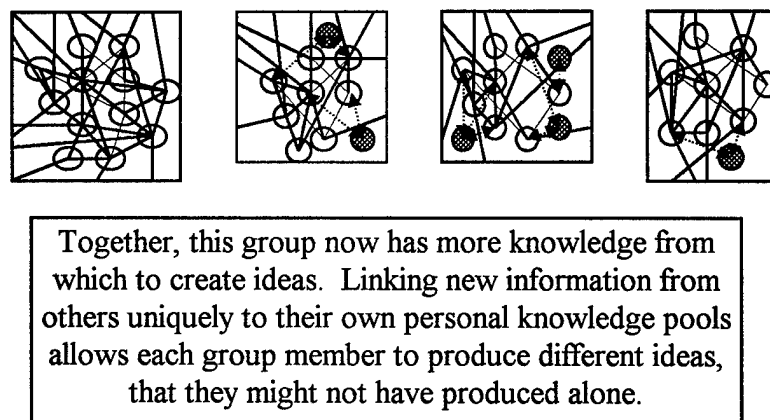 Together, this group now has more knowledge from
which to create ideas.  Linking new information from
others uniquely to their own personal knowledge pools
allows each group member to produce different ideas,
that they might not have produced alone.